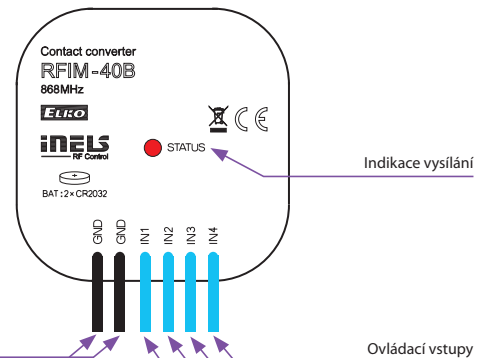 Contact converter
RFIM-40B
868MHz
ELKO
iNELS
RF Control
STATUS
BAT : 2× CR2032
Indikace vysílání
GND
GND
IN1
IN2
IN3
IN4
Ovládací vstupy